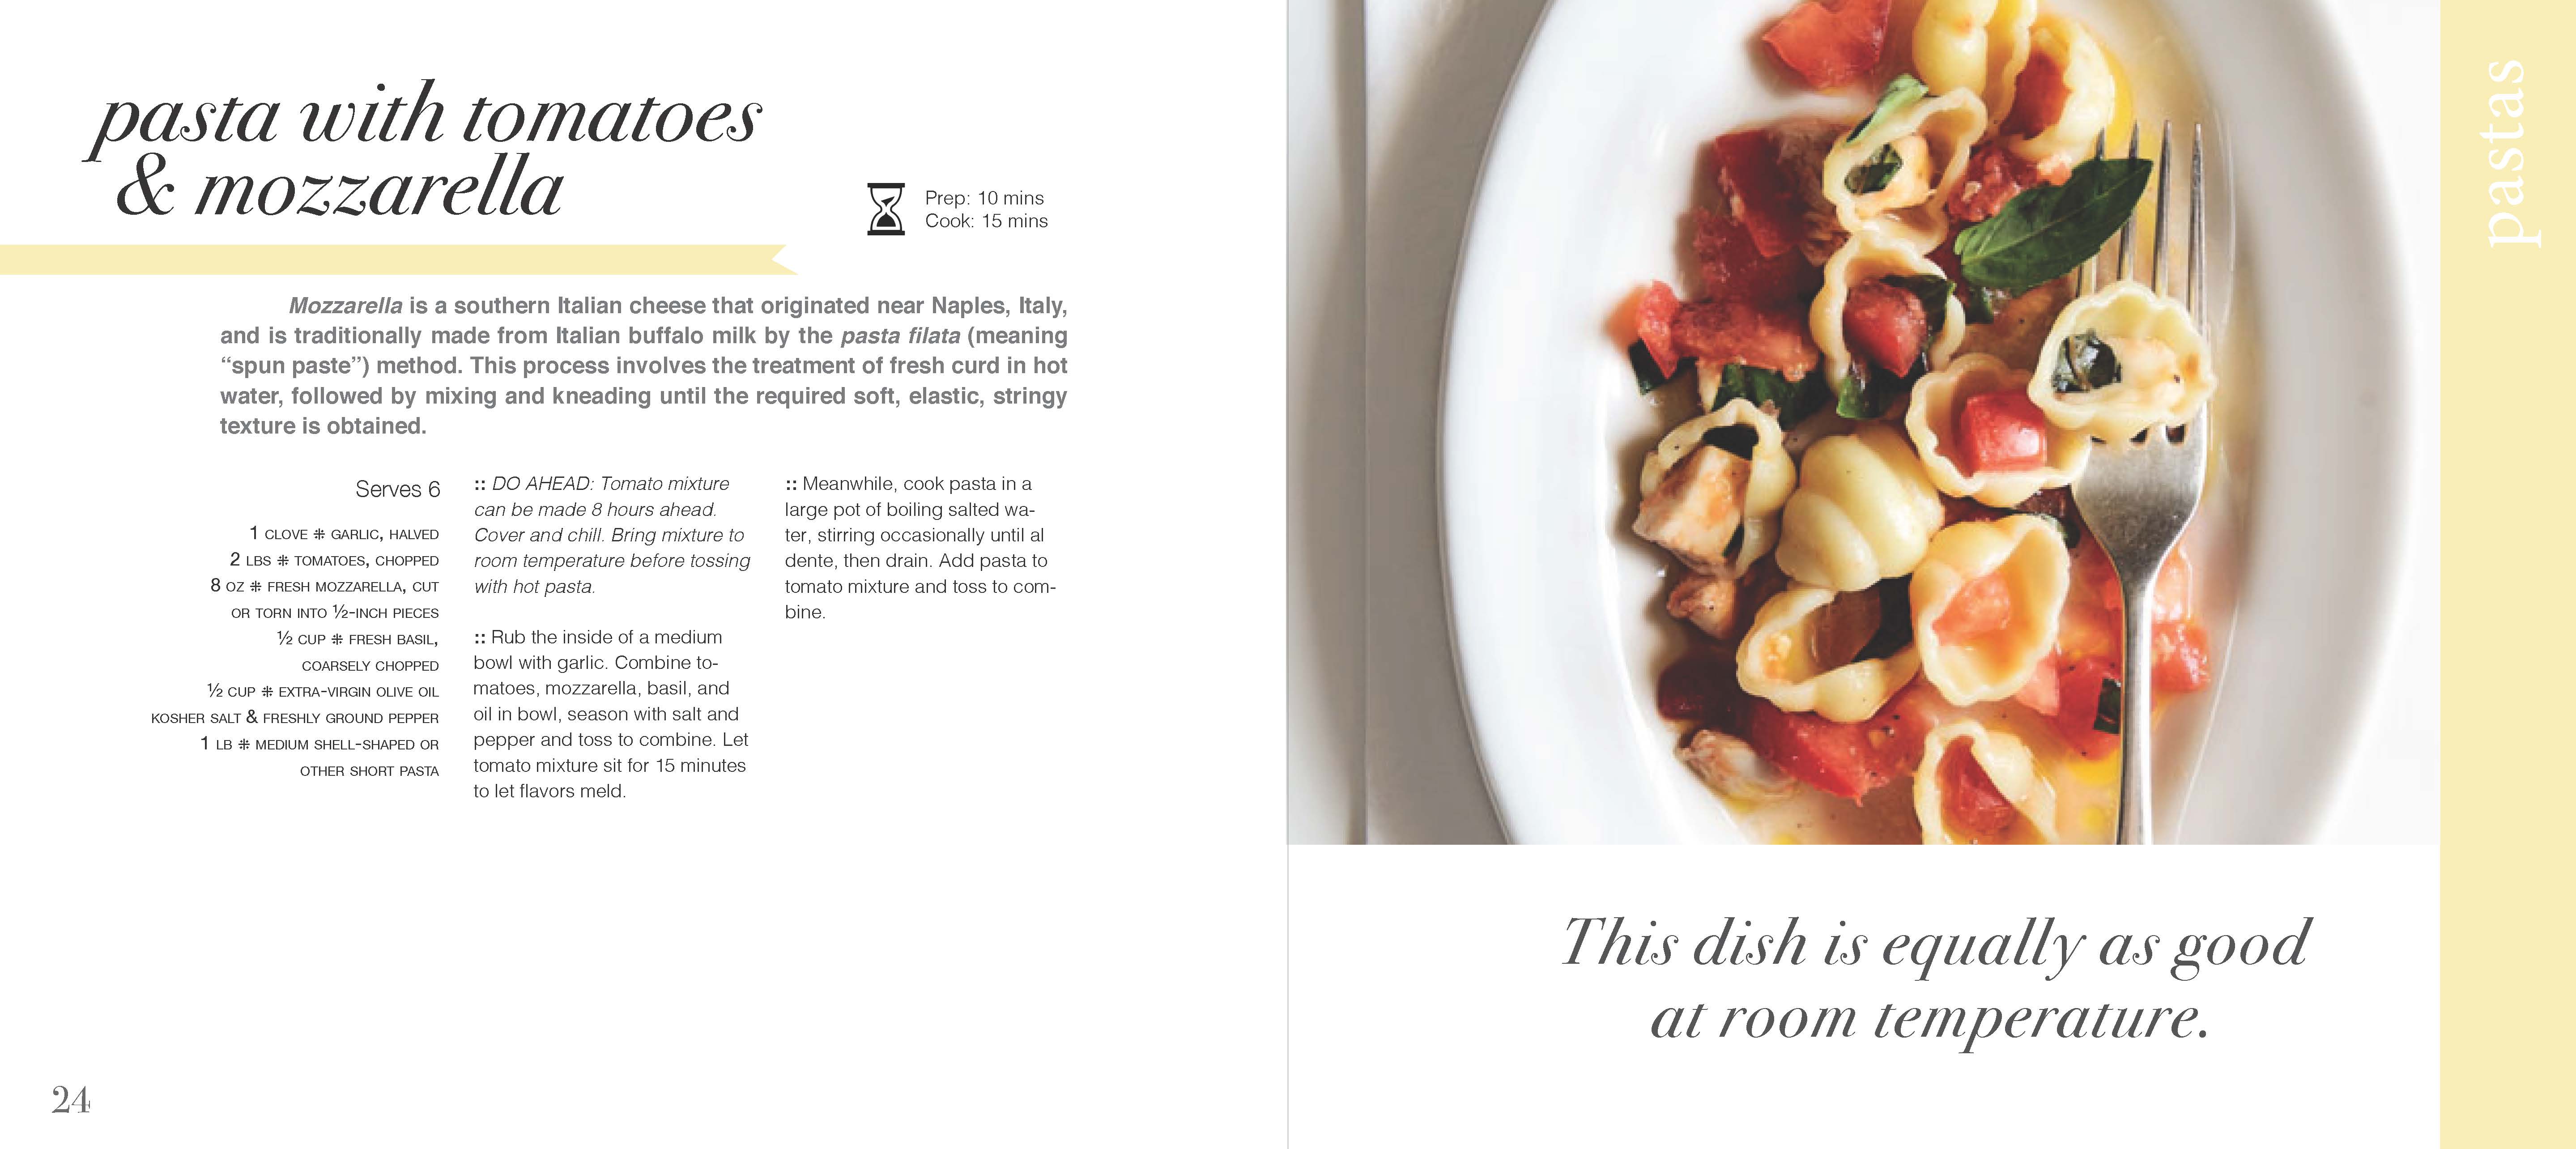 pasta with tomatoes
& mozzarella
Prep: 10 mins
Cook: 15 mins
Mozzarella is a southern Italian cheese that originated near Naples, Italy,
and is traditionally made from Italian buffalo milk by the pasta filata (meaning
“spun paste”) method. This process involves the treatment of fresh curd in hot
water, followed by mixing and kneading until the required soft, elastic, stringy
texture is obtained.
Serves 6
1 CLOVE ⁜ GARLIC, HALVED
2 LBS ⁜ TOMATOES, CHOPPED
8 OZ ⁜ FRESH MOZZARELLA, CUT
OR TORN INTO ½-INCH PIECES
½ CUP ⁜ FRESH BASIL,
COARSELY CHOPPED
½ CUP ⁜ EXTRA-VIRGIN OLIVE OIL
KOSHER SALT & FRESHLY GROUND PEPPER
1 LB ⁜ MEDIUM SHELL-SHAPED OR
OTHER SHORT PASTA
:: DO AHEAD: Tomato mixture
can be made 8 hours ahead.
Cover and chill. Bring mixture to
room temperature before tossing
with hot pasta.
:: Rub the inside of a medium
bowl with garlic. Combine to-
matoes, mozzarella, basil, and
oil in bowl, season with salt and
pepper and toss to combine. Let
tomato mixture sit for 15 minutes
to let flavors meld.
:: Meanwhile, cook pasta in a
large pot of boiling salted wa-
ter, stirring occasionally until al
dente, then drain. Add pasta to
tomato mixture and toss to com-
bine.
24
pastas
This dish is equally as good
at room temperature.